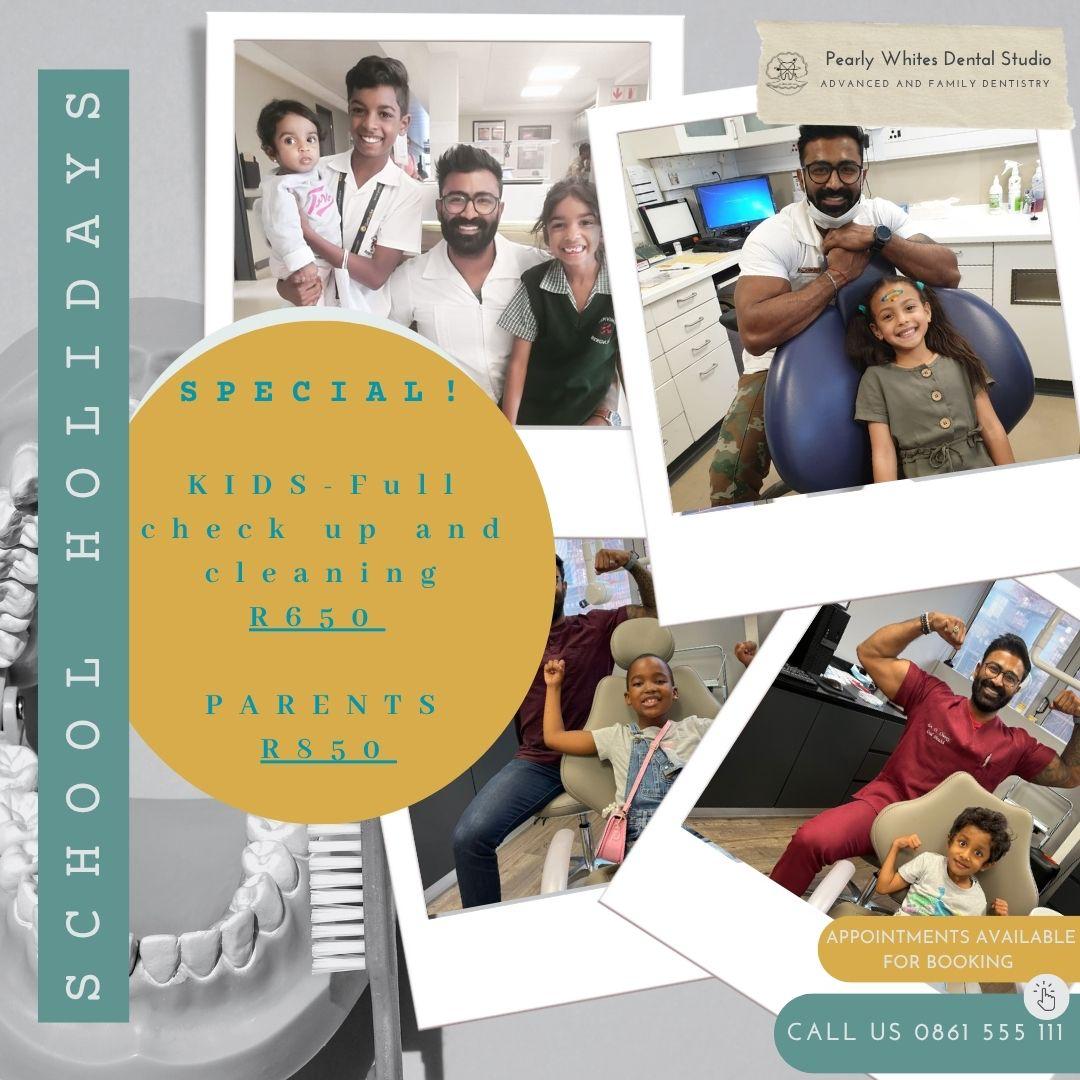 SCHOOL HOLIDAYS
Pearly Whites Dental Studio
ADVANCED AND FAMILY DENTISTRY
SPECIAL!
KIDS-Full
check up and
cleaning
R650
PARENTS
R850
APPOINTMENTS AVAILABLE
FOR BOOKING
CALL US 0861 555 111